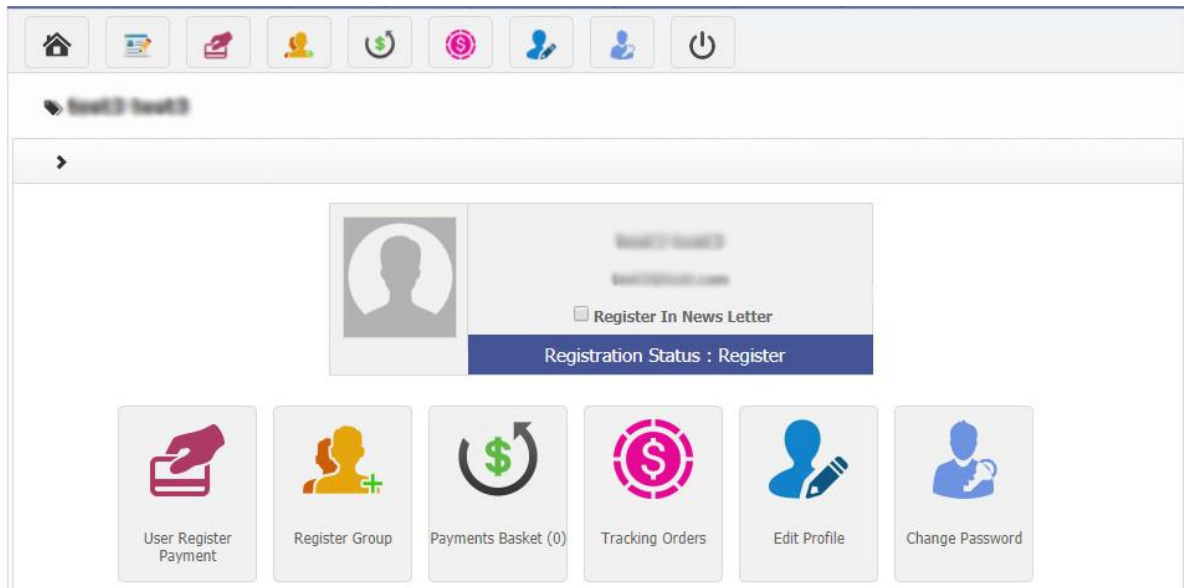 Register In News Letter
Registration Status : Register
User Register
Payment
Register Group
Payments Basket (0)
Tracking Orders
Edit Profile
Change Password